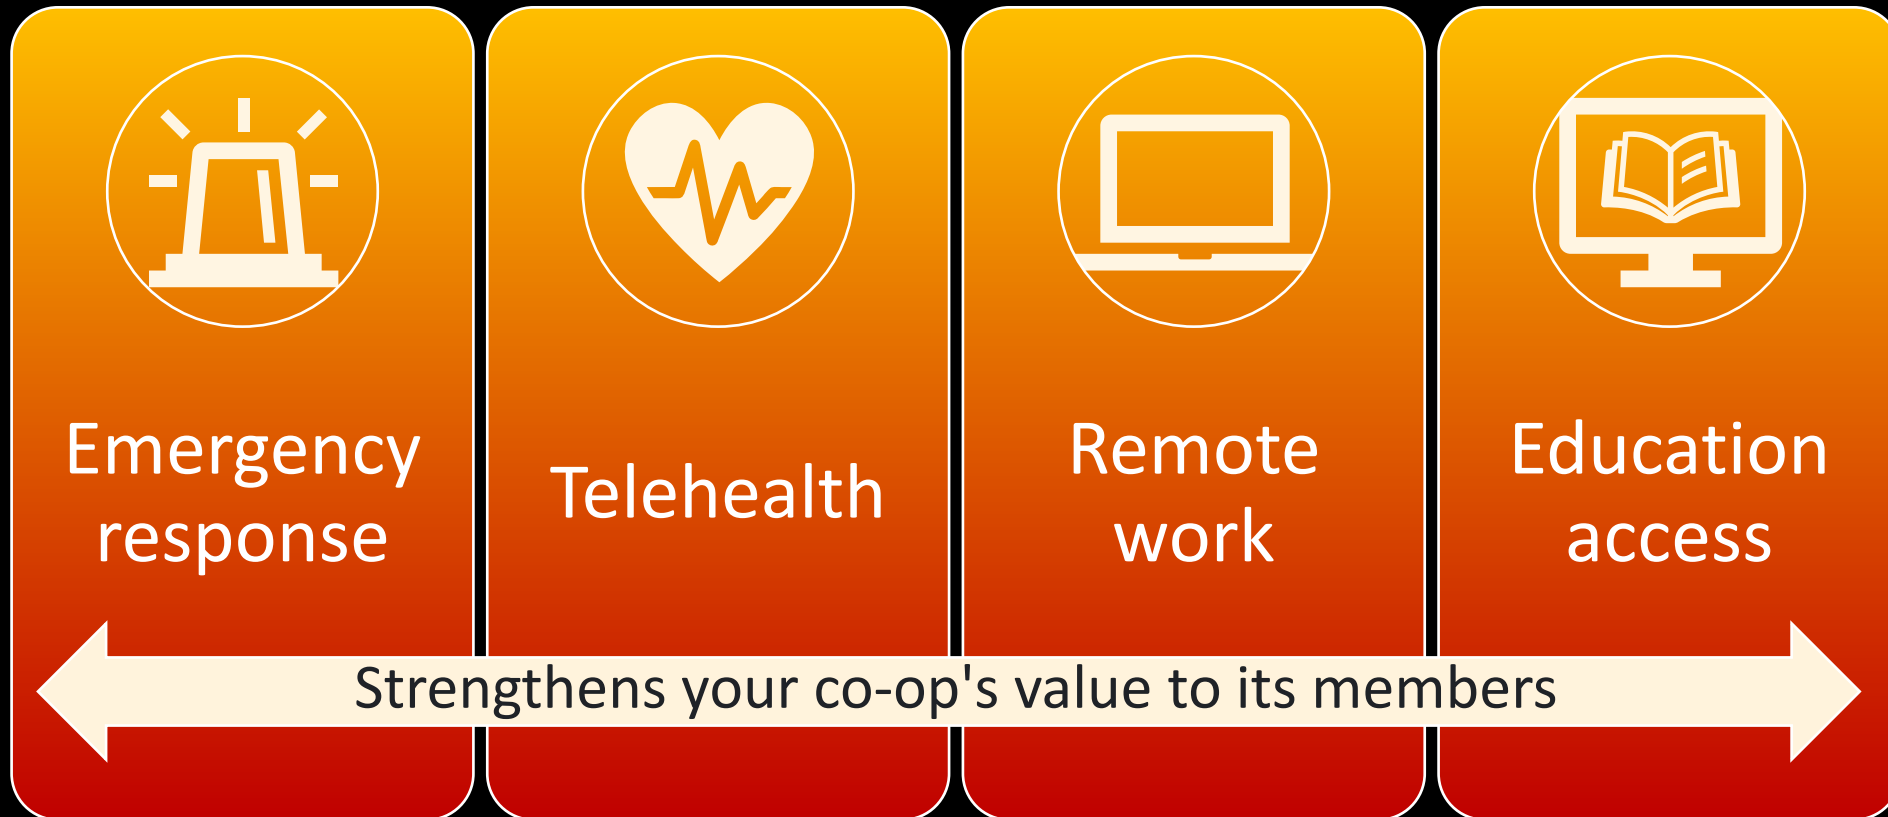 Emergency
response
Telehealth
Remote
work
Education
access
Strengthens your co-op's value to its members